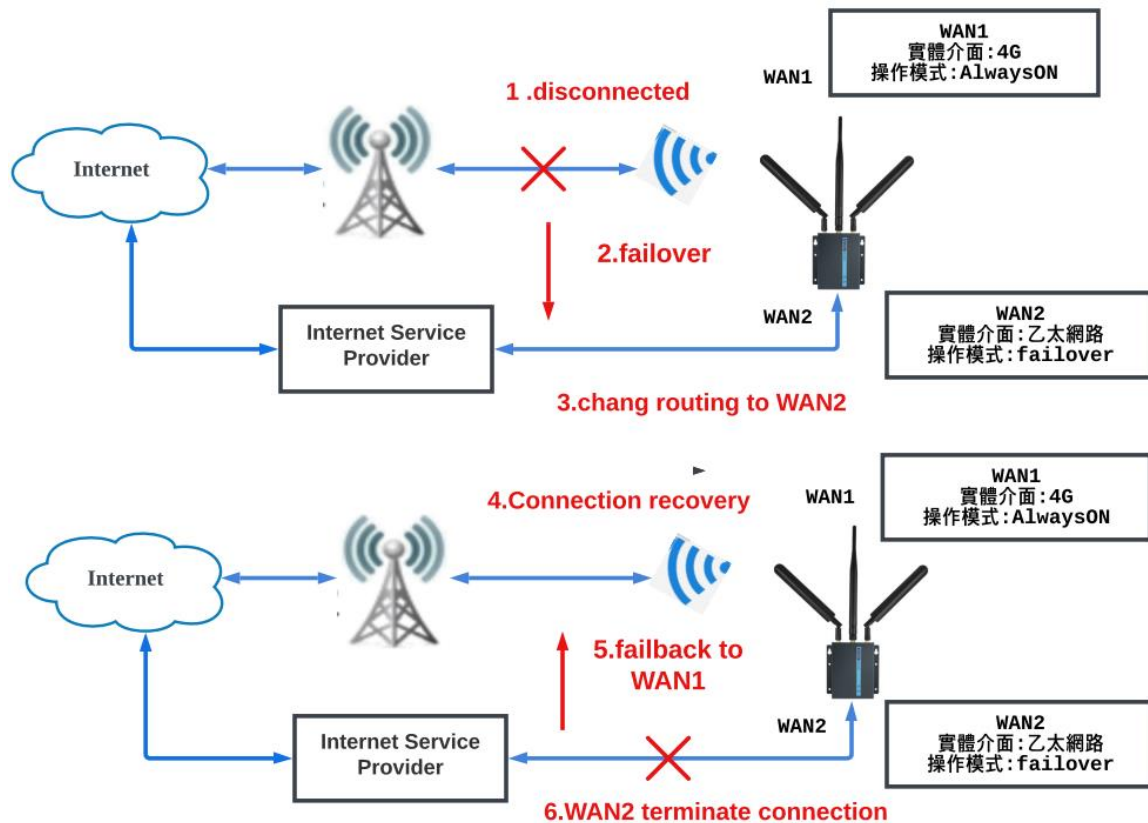 WAN1
實體介面:4G
操作模式:AlwaysON
WAN1
1 .disconnected
Internet
2.failover
WAN2
WAN2
實體介面:乙太網路
操作模式:failover
Internet Service
Provider
3.chang routing to WAN2
WAN1
實體介面:4G
操作模式:AlwaysON
4.Connection recovery
WAN1
Internet
5.failback to
WAN1
WAN2
WAN2
實體介面:乙太網路
操作模式:failover
Internet Service
Provider
6.WAN2 terminate connection